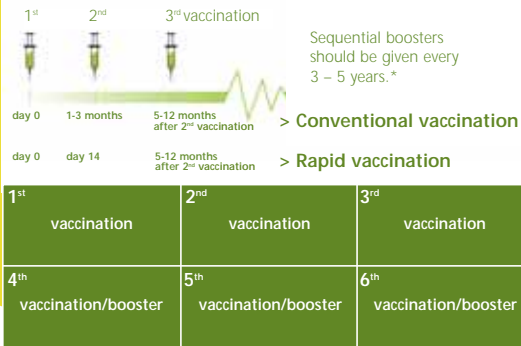 1st 2nd 3rd vaccination
Sequential boosters
should be given every
3 – 5 years.*
day 0 1-3 months 5-12 months
after 2nd vaccination
> Conventional vaccination
day 0 day 14 5-12 months
after 2nd vaccination
> Rapid vaccination
1st vaccination
2nd vaccination
3rd vaccination
4th vaccination/booster
5th vaccination/booster
6th vaccination/booster